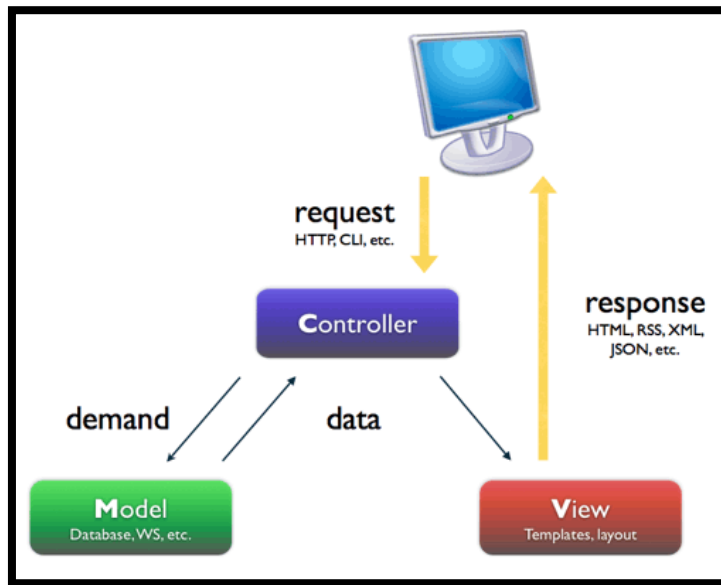 request
HTTP, CLI, etc.
Controller
response
HTML, RSS, XML,
JSON, etc.
demand
data
Model
Database, WS, etc.
View
Templates, layout